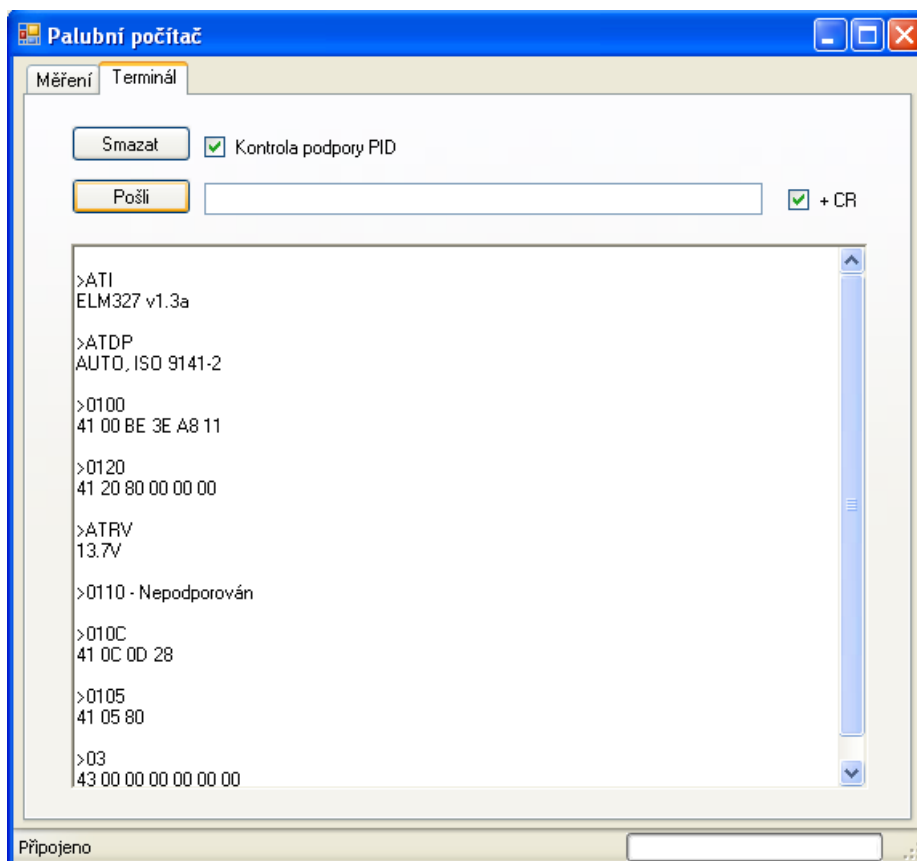 Palubní počítač
Měření
Terminál
Smazat
Kontrola podpory PID
Pošli
+ CR
>ATI
ELM327 v1.3a
>ATDP
AUTO, ISO 9141-2
>0100
41 00 BE 3E A8 11
>0120
41 20 80 00 00 00
>ATRV
13.7V
>0110 - Nepodporován
>010C
41 0C 0D 28
>0105
41 05 80
>03
43 00 00 00 00 00 00
Připojeno